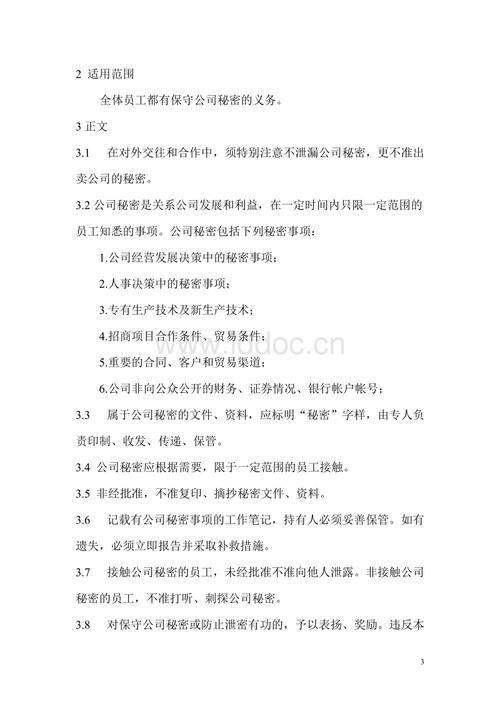 2 适用范围
全体员工都有保守公司秘密的义务。
3 正文
3.1 在对外交往和合作中，须特别注意不泄漏公司秘密，更不准出
卖公司的秘密。
3.2 公司秘密是关系公司发展和利益，在一定时间内只限一定范围的
员工知悉的事项。公司秘密包括下列秘密事项：
1.公司经营发展决策中的秘密事项；
2.人事决策中的秘密事项；
3.专有生产技术及新生产技术；
4.招商项目合作条件、贸易条件；
5.重要的合同、客户和贸易渠道；
6.公司非向公众公开的财务、证券情况、银行帐户帐号；
3.3 属于公司秘密的文件、资料，应标明“秘密”字样，由专人负
责印制、收发、传递、保管。
3.4 公司秘密应根据需要，限于一定范围的员工接触。
3.5 非经批准，不准复印、摘抄秘密文件、资料。
3.6 记载有公司秘密事项的工作笔记，持有人必须妥善保管。如有
遗失，必须立即报告并采取补救措施。
3.7 接触公司秘密的员工，未经批准不准向他人泄露。非接触公司
秘密的员工，不准打听、刺探公司秘密。
3.8 对保守公司秘密或防止泄密有功的，予以表扬、奖励。违反本
3